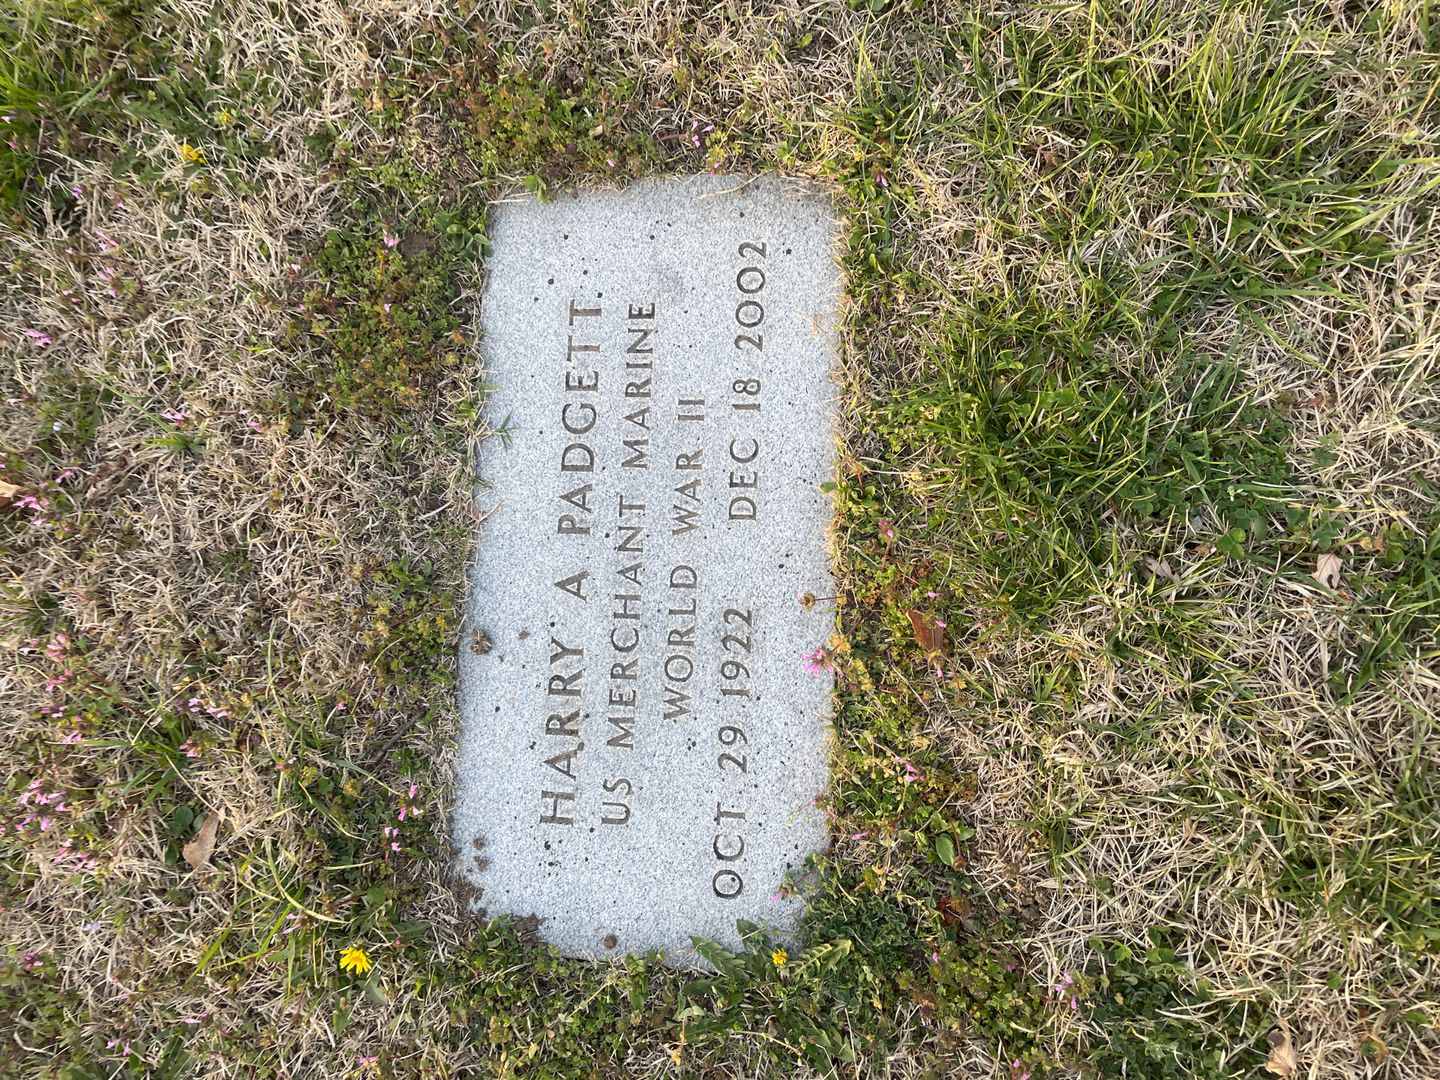 HARRY A PADGETT
US MERCHANT MARINE
WORLD WAR II
OCT 29 1922 DEC 18 2002